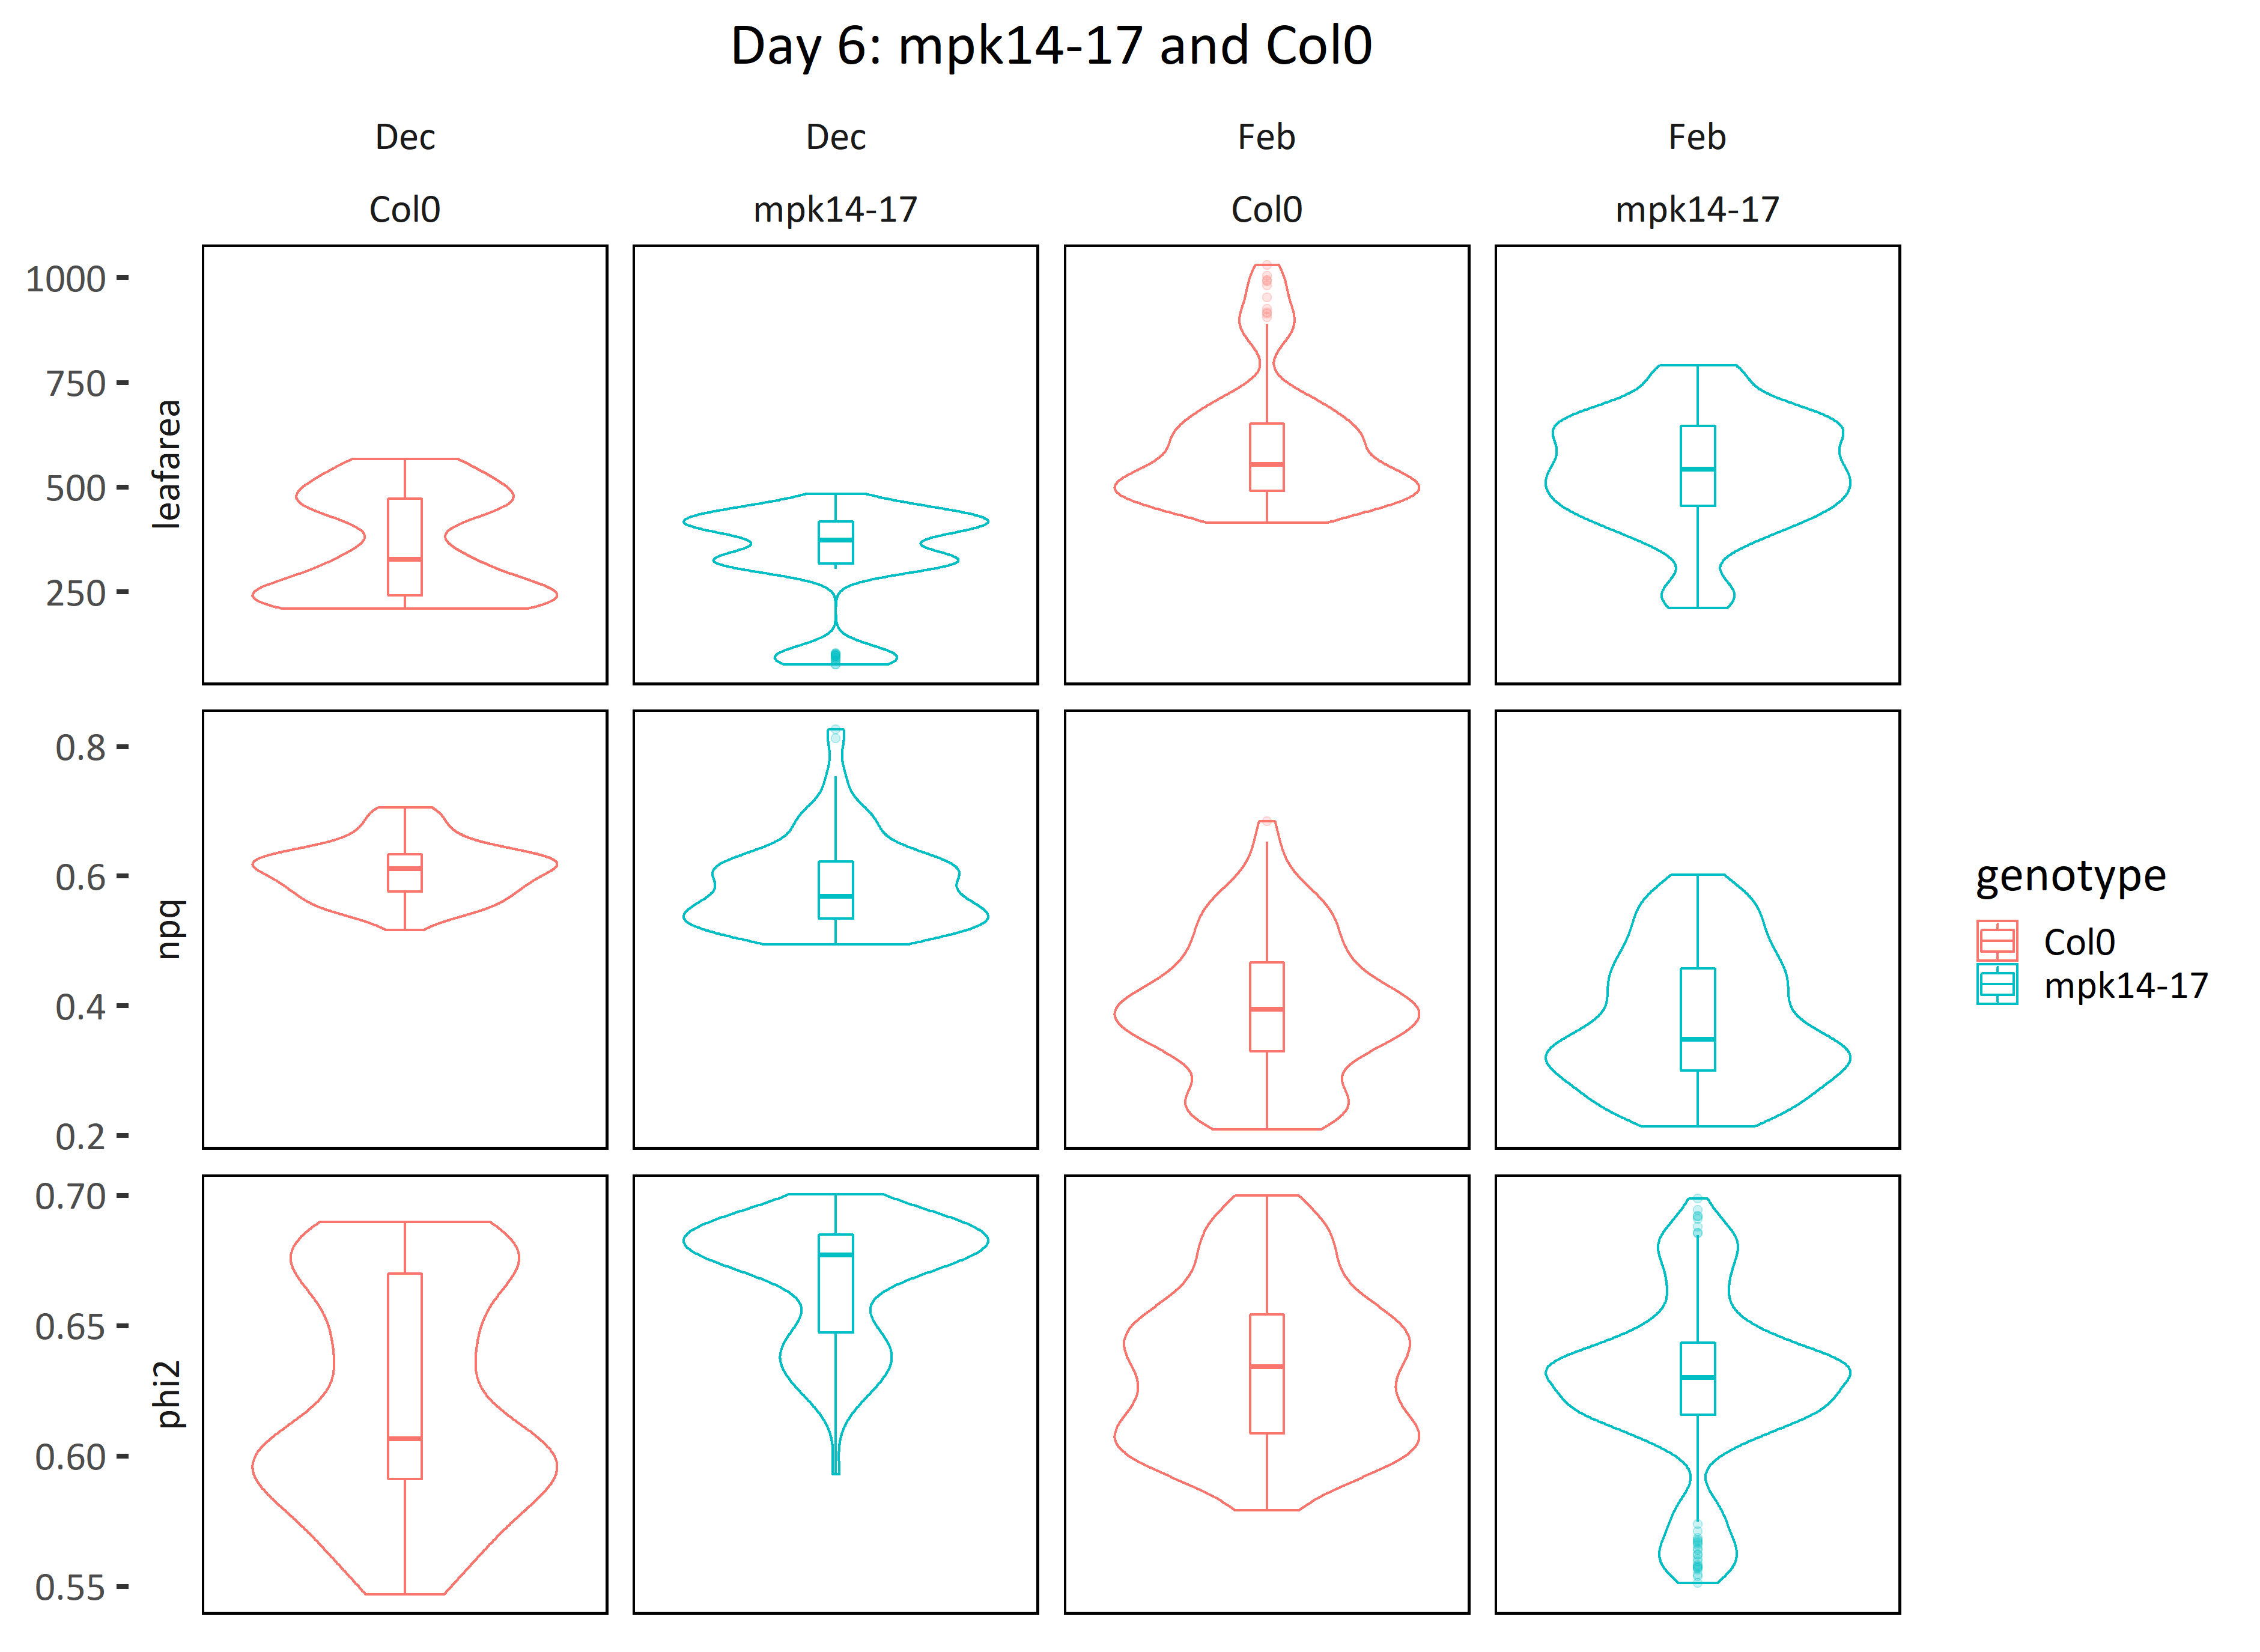 Day 6: mpk14-17 and Col0
Dec Dec Feb Feb
Col0 mpk14-17 Col0 mpk14-17
1000
750
500
250
leafarea
0.8
0.6
0.4
0.2
npq
0.70
0.65
0.60
0.55
phi2
genotype
Col0
mpk14-17